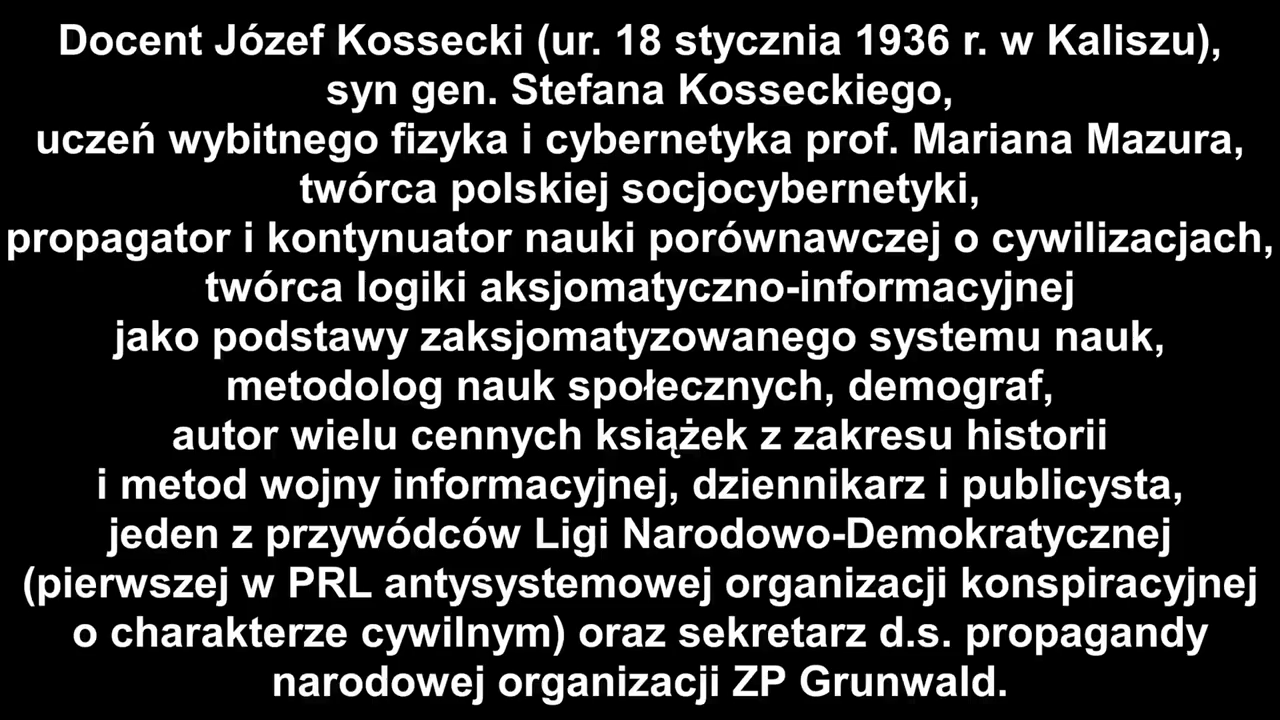 Docent Józef Kossecki (ur. 18 stycznia 1936 r. w Kaliszu),
syn gen. Stefana Kosseckiego,
uczeń wybitnego fizyka i cybernetyka prof. Mariana Mazura,
twórca polskiej socjocybernetyki,
propagator i kontynuator nauki porównawczej o cywilizacjach,
twórca logiki aksjomatyczno-informacyjnej
jako podstawy zaksjomatyzowanego systemu nauk,
metodolog nauk społecznych, demograf,
autor wielu cennych książek z zakresu historii
i metod wojny informacyjnej, dziennikarz i publicysta,
jeden z przywódców Ligi Narodowo-Demokratycznej
(pierwszej w PRL antysystemowej organizacji konspiracyjnej
o charakterze cywilnym) oraz sekretarz d.s. propagandy
narodowej organizacji ZP Grunwald.